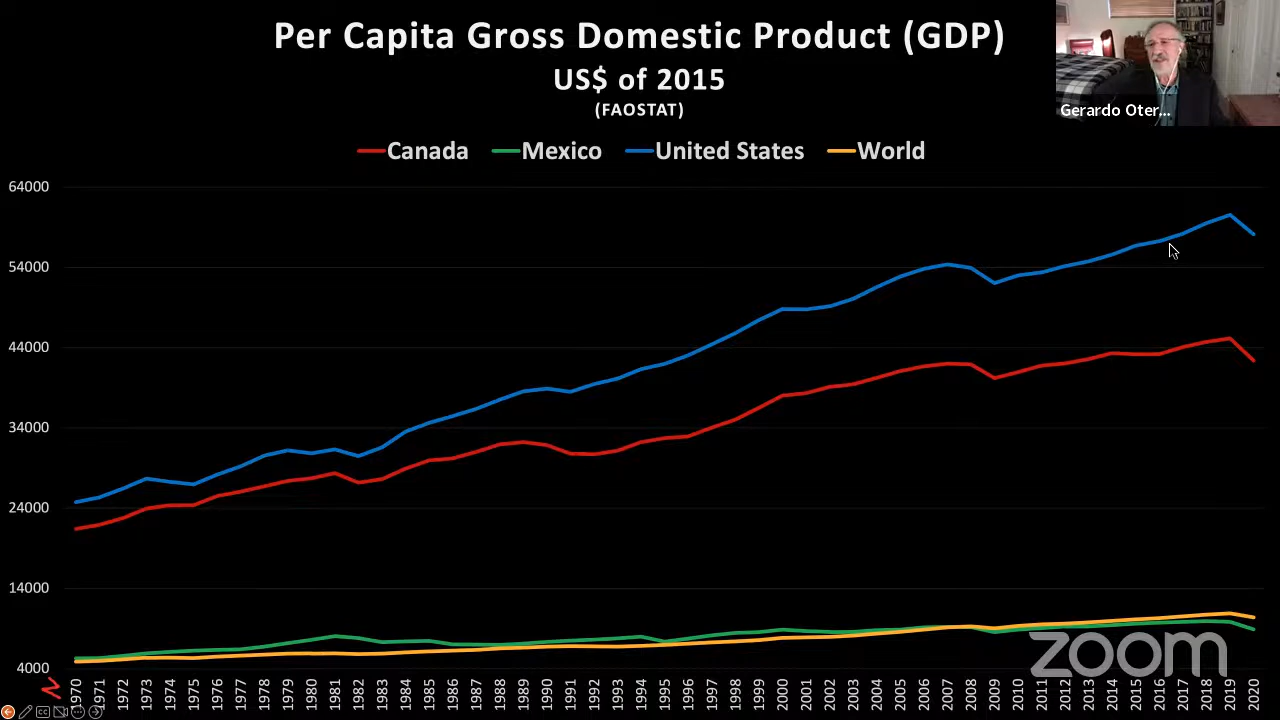 Per Capita Gross Domestic Product (GDP)
US$ of 2015
(FAOSTAT)
Gerardo Oter...
Canada Mexico United States World
64000
54000
44000
34000
24000
14000
4000
1970 1971 1972 1973 1974 1975 1976 1977 1978 1979 1980 1981 1982 1983 1984 1985 1986 1987 1988 1989 1990 1991 1992 1993 1994 1995 1996 1997 1998 1999 2000 2001 2002 2003 2004 2005 2006 2007 2008 2009 2010 2011 2012 2013 2014 2015 2016 2017 2018 2019 2020
zoom